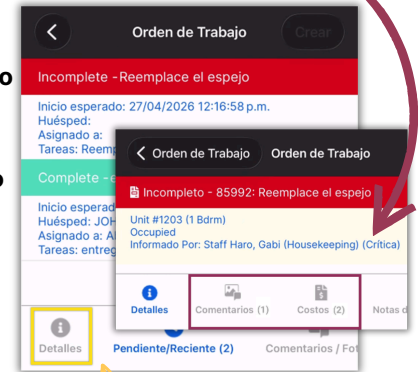 Orden de Trabajo
Crear
o
Incomplete -Reemplace el espejo
Inicio esperado: 27/04/2026 12:16:58 p.m.
Huésped:
Asignado a:
Tareas: Reemp
o
Complete -e
Inicio esperad
Huésped: JOH
Asignado a: Al
Tareas: entreg
Detalles
Pendiente/Reciente (2)
Comentarios / Fot
Orden de Trabajo
Orden de Trabajo
Incompleto - 85992: Reemplace el espejo
Unit #1203 (1 Bdrm)
Occupied
Informado Por: Staff Haro, Gabi (Housekeeping) (Crítica)
Detalles
Comentarios (1)
Costos (2)
Notas d